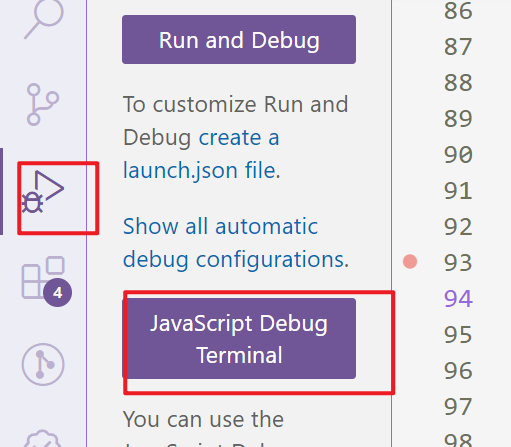 Run and Debug
To customize Run and
Debug create a
launch.json file.
Show all automatic
debug configurations.
JavaScript Debug
Terminal
You can use the
4
86
87
88
89
90
91
92
93
94
95
96
97
98